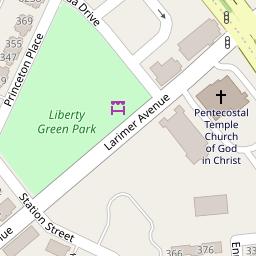 Drive
Princeton Place
355
347
369
Liberty
Green Park
Larimer Avenue
Pentecostal
Temple
Church
of God
in Christ
Station Street
366
376